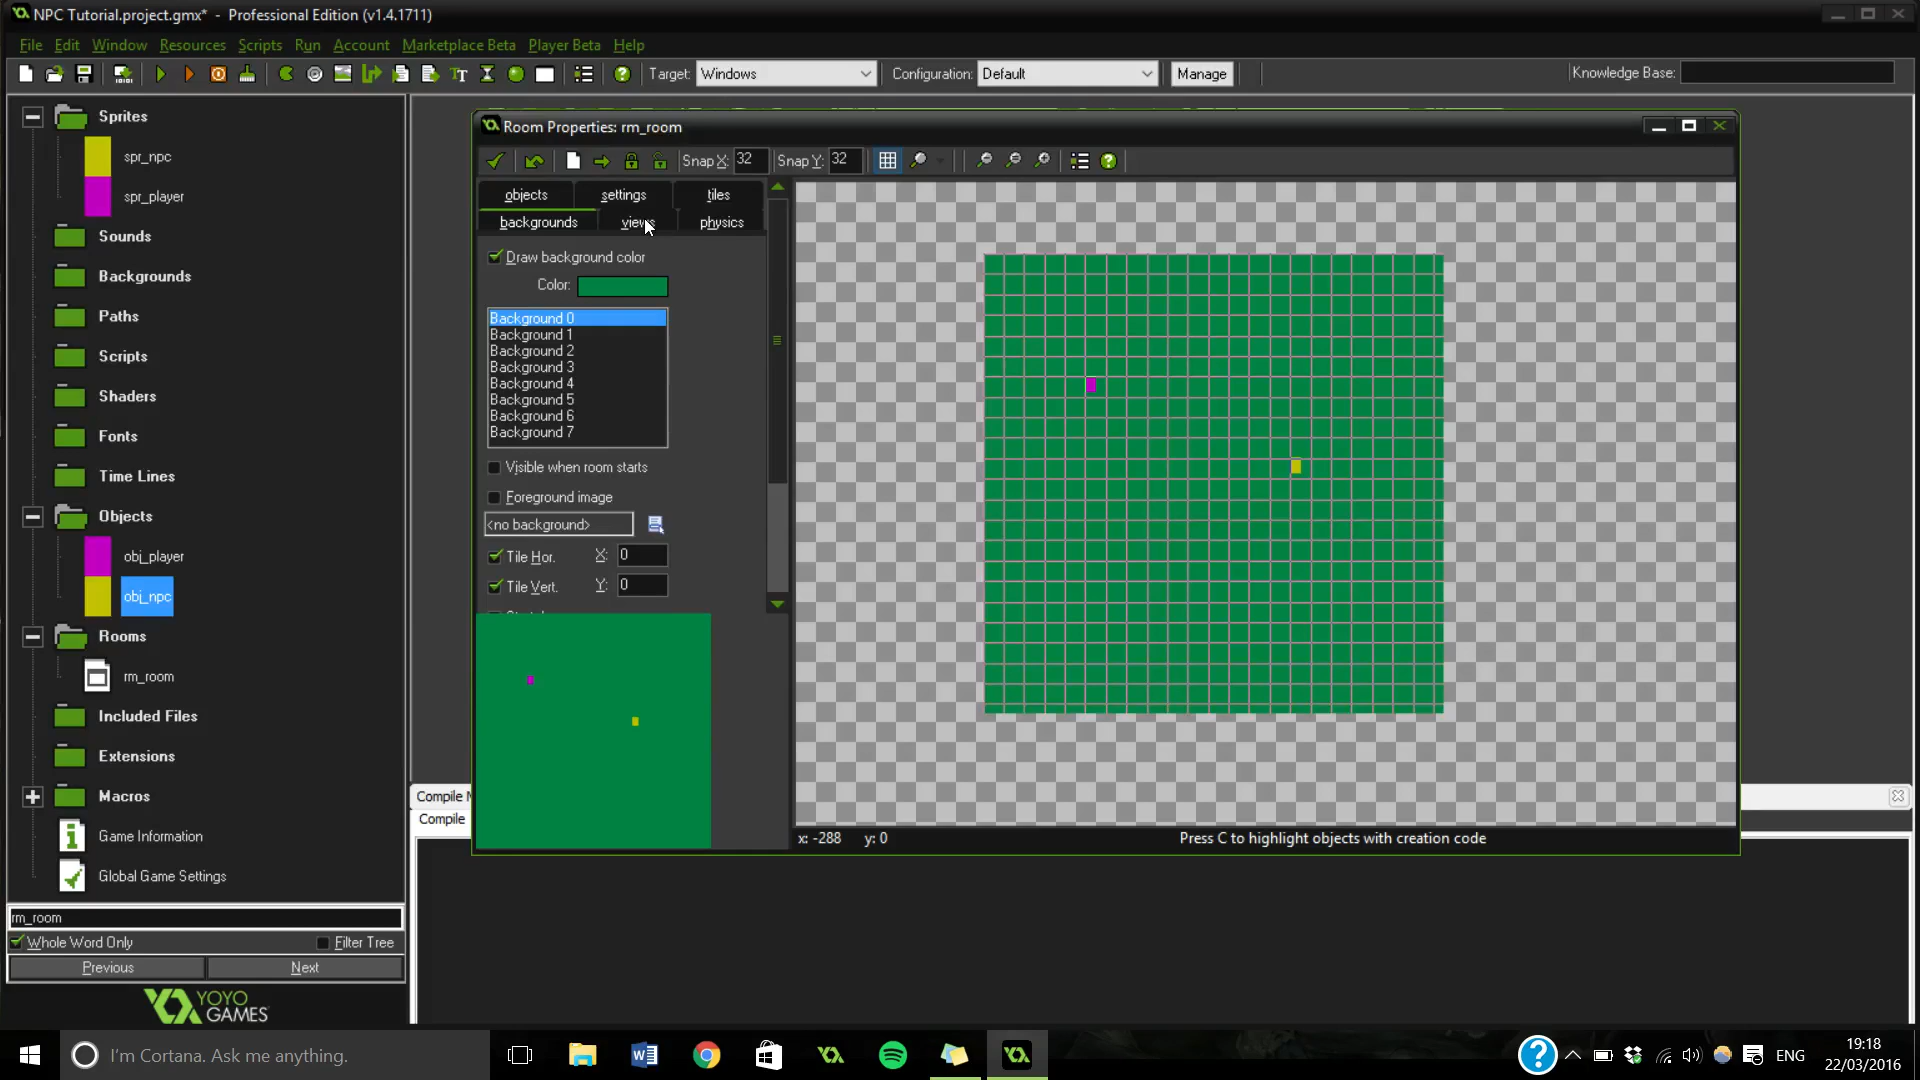 NPC Tutorial.project.gmx* - Professional Edition (v1.4.1711)
File Edit Window Resources Scripts Run Account Marketplace Beta Player Beta Help
Target: Windows Configuration: Default Manage Knowledge Base:
Sprites
spr_npc
spr_player
Sounds
Backgrounds
Paths
Scripts
Shaders
Fonts
Time Lines
Objects
obj_player
obj_npc
Rooms
rm_room
Included Files
Extensions
Macros
Game Information
Global Game Settings
rm_room
Whole Word Only Filter Tree
Previous Next
YOYO
GAMES
Room Properties: rm_room
Snap X: 32 Snap Y: 32
objects settings tiles
backgrounds views physics
Draw background color
Color:
Background 0
Background 1
Background 2
Background 3
Background 4
Background 5
Background 6
Background 7
Visible when room starts
Foreground image
<no background>
Tile Hor. X: 0
Tile Vert. Y: 0
x: -288 y: 0 Press C to highlight objects with creation code
Compile
Compile
I'm Cortana. Ask me anything.
ENG
19:18
22/03/2016